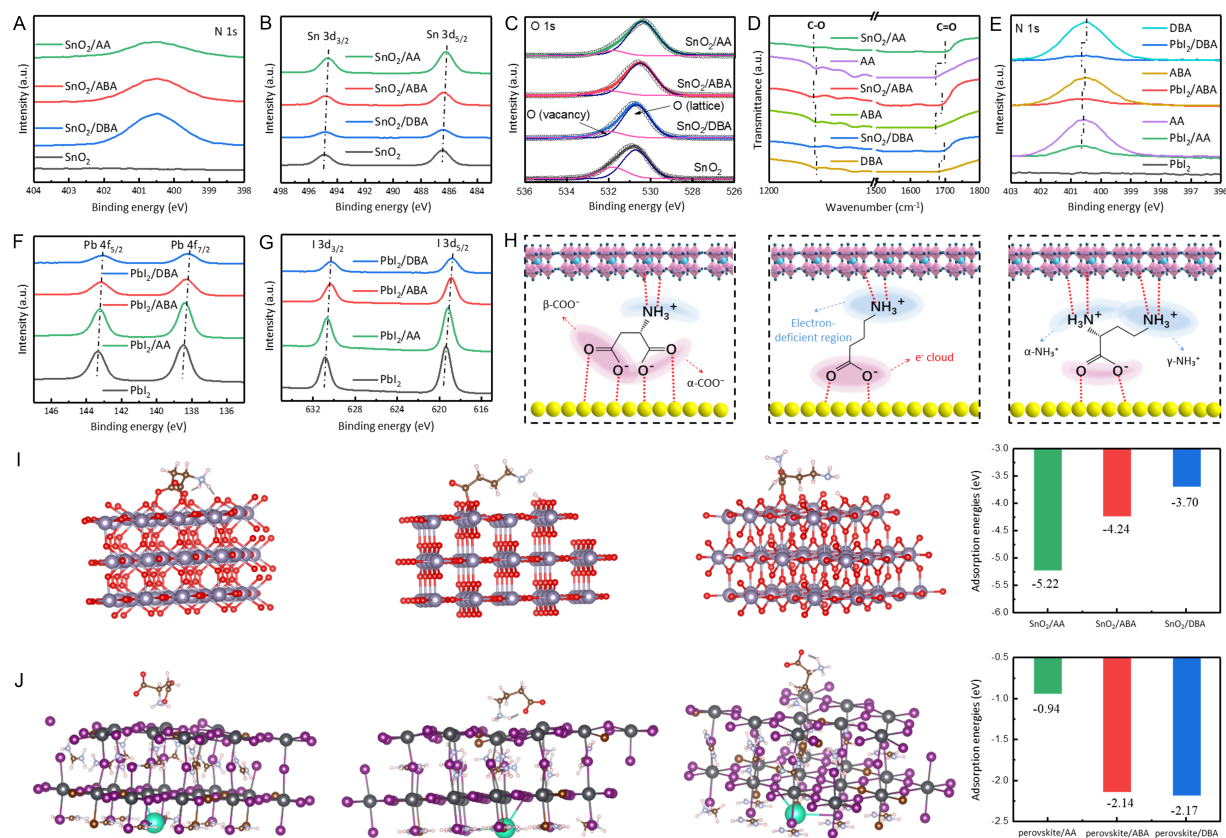 A
N 1s
SnO2/AA
SnO2/ABA
SnO2/DBA
SnO2
Intensity (a.u.)
404 403 402 401 400 399 398
Binding energy (eV)
B
Sn 3d3/2
Sn 3d5/2
SnO2/AA
SnO2/ABA
SnO2/DBA
SnO2
Intensity (a.u.)
498 496 494 492 490 488 486 484
Binding energy (eV)
C
O 1s
SnO2/AA
SnO2/ABA
O (lattice)
O (vacancy)
SnO2/DBA
SnO2
Intensity (a.u.)
536 534 532 530 528 526
Binding energy (eV)
D
C-O
C=O
SnO2/AA
AA
SnO2/ABA
ABA
SnO2/DBA
DBA
Transmittance (a.u.)
1200 1500 1600 1700 1800
Wavenumber (cm-1)
E
N 1s
DBA
PbI2/DBA
ABA
PbI2/ABA
AA
PbI2/AA
PbI2
Intensity (a.u.)
403 402 401 400 399 398 397 396
Binding energy (eV)
F
Pb 4f5/2
Pb 4f7/2
PbI2/DBA
PbI2/ABA
PbI2/AA
PbI2
Intensity (a.u.)
146 144 142 140 138 136
Binding energy (eV)
G
I 3d3/2
I 3d5/2
PbI2/DBA
PbI2/ABA
PbI2/AA
PbI2
Intensity (a.u.)
630 624 620 616
Binding energy (eV)
H
β-COO−
NH3+
O
O
O-
O-
α-COO−
NH3+
Electron-
deficient region
e- cloud
O
O-
H3N+
NH3+
α-NH3+
γ-NH3+
O
O-
I
Adsorption energies (eV)
-3.0
-3.5
-4.0
-4.5
-5.0
-5.5
-6.0
-5.22
-4.24
-3.70
SnO2/AA
SnO2/ABA
SnO2/DBA
J
Adsorption energies (eV)
-0.5
-1.0
-1.5
-2.0
-2.5
-0.94
-2.14
-2.17
perovskite/AA
perovskite/ABA
perovskite/DBA